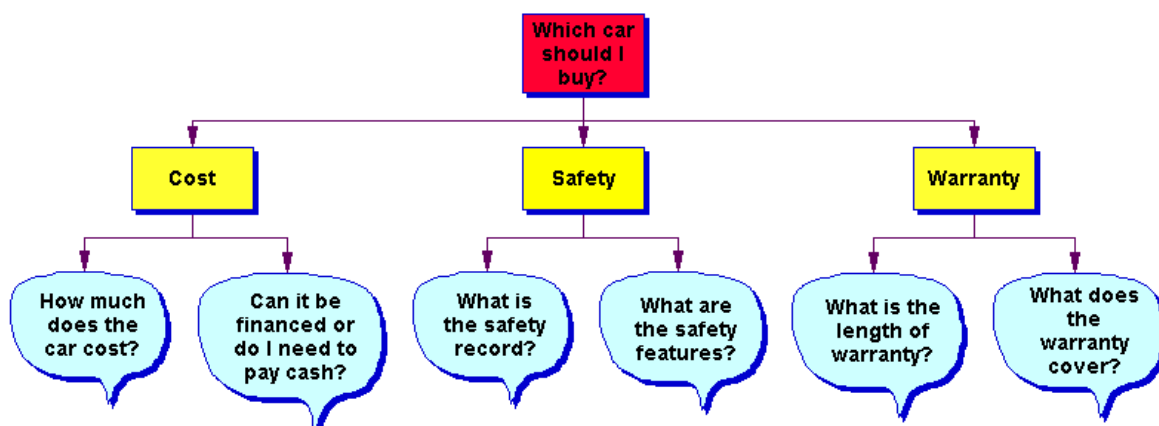 Which car
should I
buy?
Cost
Safety
Warranty
How much
does the
car cost?
Can it be
financed or
do I need to
pay cash?
What is
the safety
record?
What are
the safety
features?
What is the
length of
warranty?
What does
the
warranty
cover?